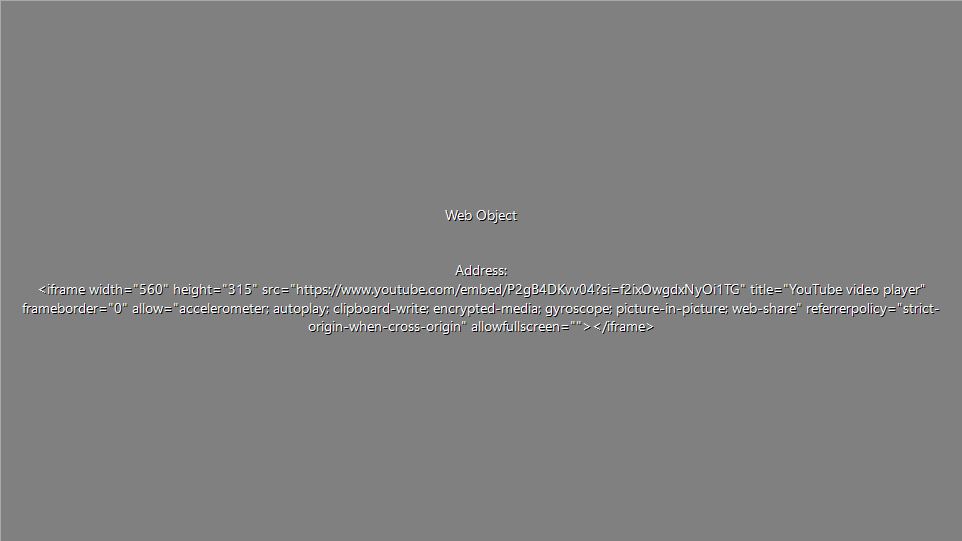 Web Object
Address:
<iframe width="560" height="315" src="https://www.youtube.com/embed/P2gB4DKvv04?si=f2ixOwgdxNyOi1TG" title="YouTube video player"
frameborder="0" allow="accelerometer; autoplay; clipboard-write; encrypted-media; gyroscope; picture-in-picture; web-share" referrerpolicy="strict-
origin-when-cross-origin" allowfullscreen=""></iframe>